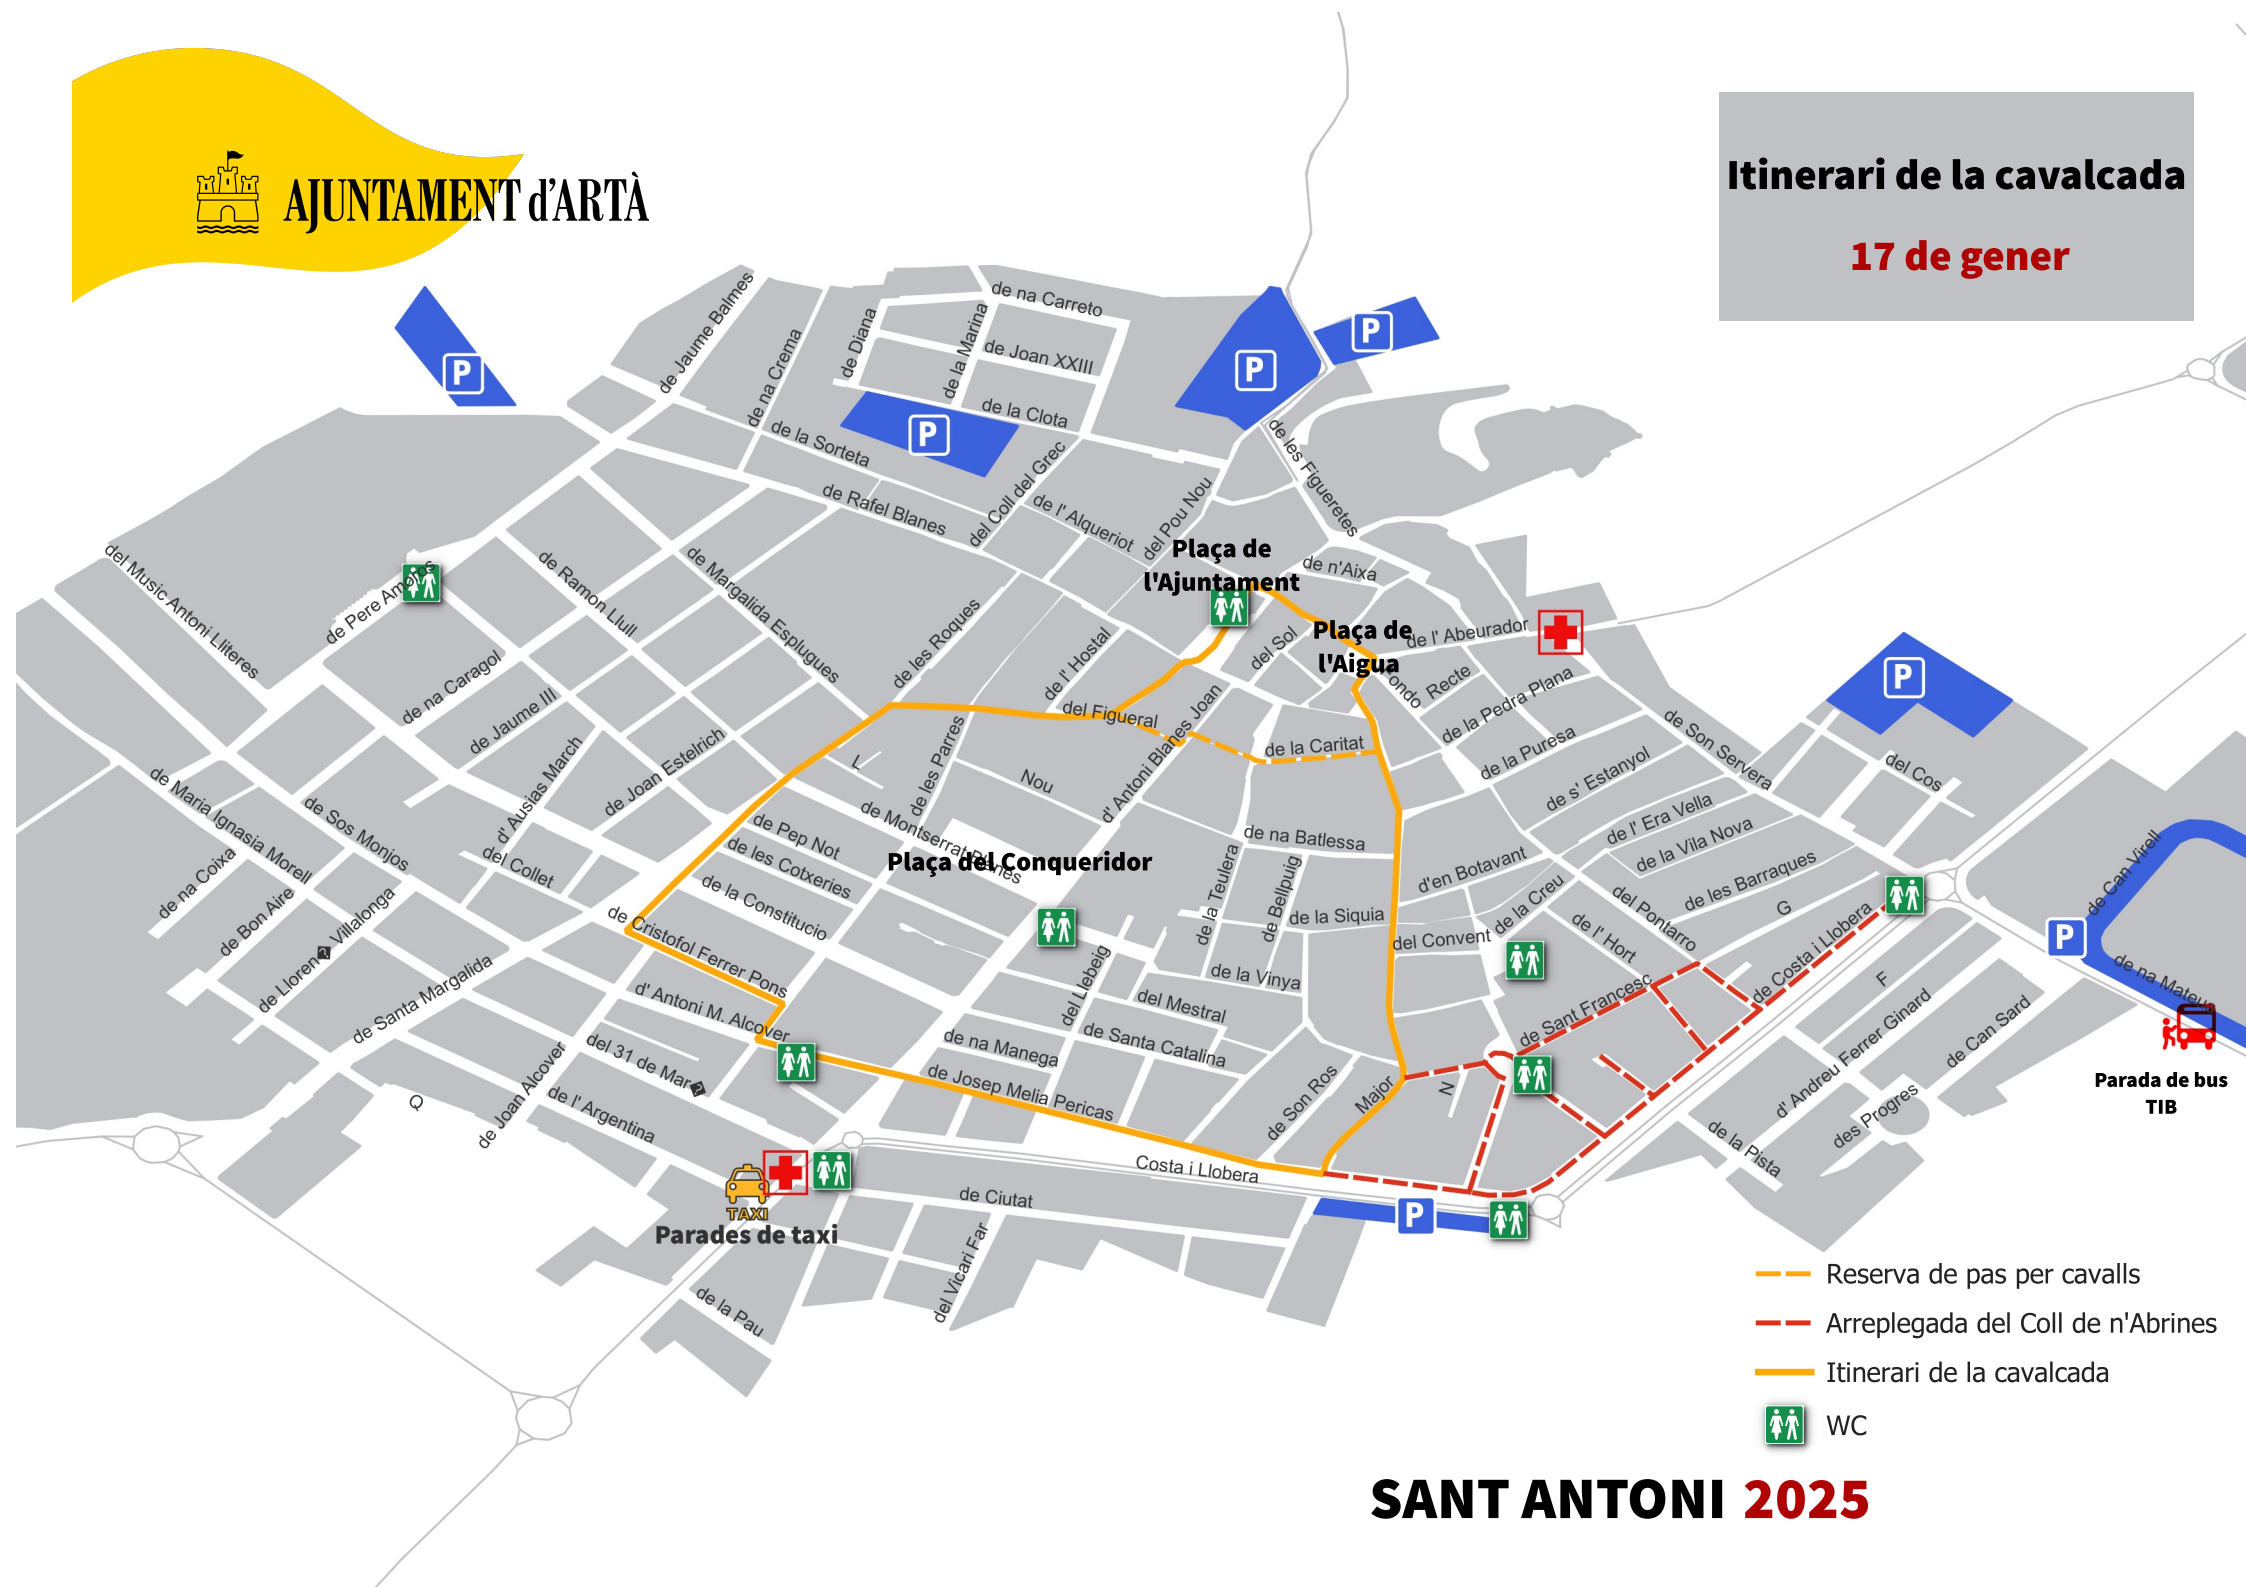 AJUNTAMENT d'ARTÀ
Itinerari de la cavalcada
17 de gener
de Jaume Balmes
de na Crema
de Diana
de la Marina
de na Carreto
de Joan XXIII
de la Clota
de la Sorteta
de Rafel Blanes
del Coll del Grec
de l' Alqueriot
del Pou Nou
de les Figueretes
P
P
P
P
P
P
P
del Music Antoni Lliteres
de Pere Amoros
de Ramon Llull
de Margalida Esplugues
de na Caragol
de Jaume III
d' Ausias March
de Joan Estelrich
de les Roques
de l' Hostal
del Figueral
de les Parres
Nou
d' Antoni Blanes Joan
L
Plaça de
l'Ajuntament
de n'Aixa
del Sol
Plaça de
l'Aigua
de l' Abeurador
Recte
de la Pedra Plana
de la Puresa
de s' Estanyol
de Son Servera
de l' Era Vella
de la Vila Nova
de les Barraques
del Cos
de la Caritat
de na Batlessa
de la Teulera
de Bellpuig
de la Siquia
d'en Botavant
de la Creu
del Convent
del Pontarro
de l' Hort
G
de Maria Ignasia Morell
de Sos Monjos
de na Coixa
de Bon Aire
de Lloren Villalonga
de Santa Margalida
del Collet
de Pep Not
de les Cotxeries
de la Constitucio
de Montserrat Blanes
Plaça del Conqueridor
de Cristofol Ferrer Pons
d' Antoni M. Alcover
del 31 de Mar
de l' Argentina
de Joan Alcover
Q
del Llebeig
de la Vinya
del Mestral
de Santa Catalina
de na Manega
de Josep Melia Pericas
de Son Ros
Major
N
de Sant Francesc
de Costa i Llobera
F
d' Andreu Ferrer Ginard
de Can Sard
des Progres
de la Pista
de Can Virell
de na Mateua
Parada de bus
TIB
Costa i Llobera
de Ciutat
del Vicari Far
de la Pau
TAXI
Parades de taxi
Reserva de pas per cavalls
Arreplegada del Coll de n'Abrines
Itinerari de la cavalcada
WC
SANT ANTONI 2025